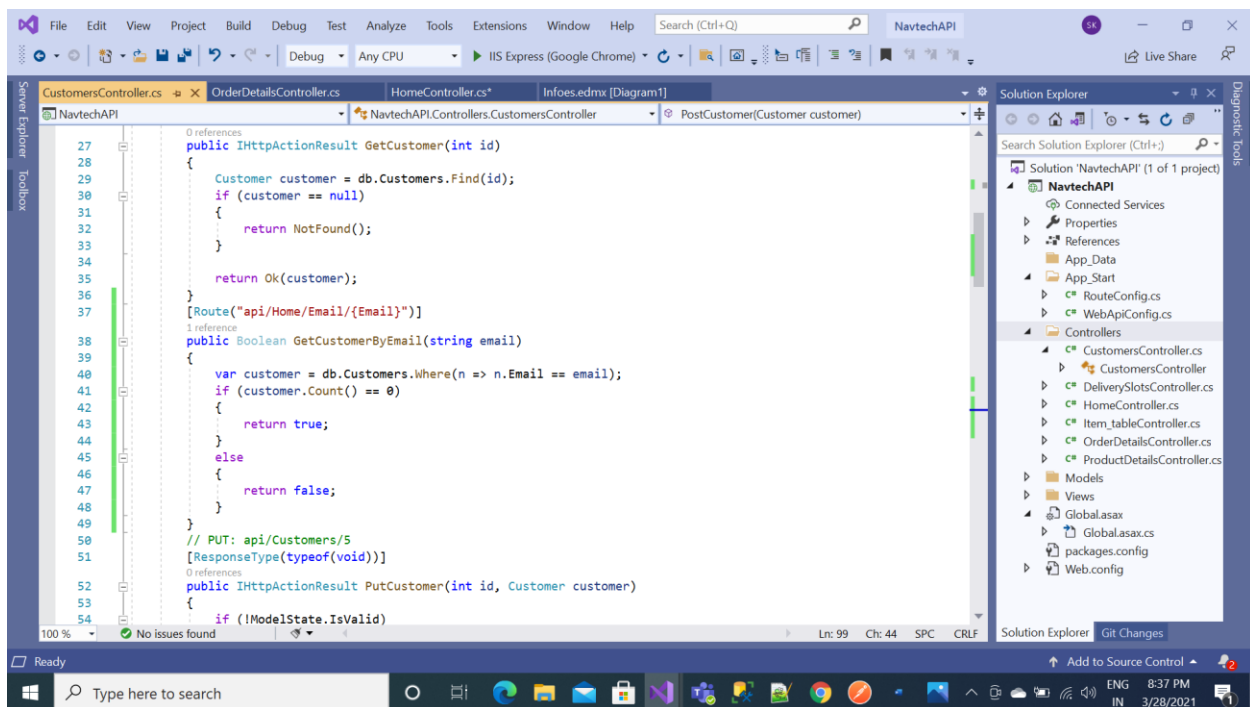 File Edit View Project Build Debug Test Analyze Tools Extensions Window Help Search (Ctrl+Q) NavtechAPI SK
Debug Any CPU IIS Express (Google Chrome) Live Share
Server Explorer
Toolbox
CustomersController.cs OrderDetailsController.cs HomeController.cs* Infoes.edmx [Diagram1]
NavtechAPI NavtechAPI.Controllers.CustomersController PostCustomer(Customer customer)
0 references
27 public IHttpActionResult GetCustomer(int id)
28 {
29 Customer customer = db.Customers.Find(id);
30 if (customer == null)
31 {
32 return NotFound();
33 }
34
35 return Ok(customer);
36 }
37 [Route("api/Home/Email/{Email}")]
1 reference
38 public Boolean GetCustomerByEmail(string email)
39 {
40 var customer = db.Customers.Where(n => n.Email == email);
41 if (customer.Count() == 0)
42 {
43 return true;
44 }
45 else
46 {
47 return false;
48 }
49 }
50 // PUT: api/Customers/5
51 [ResponseType(typeof(void))]
0 references
52 public IHttpActionResult PutCustomer(int id, Customer customer)
53 {
54 if (!ModelState.IsValid)
100 % No issues found Ln: 99 Ch: 44 SPC CRLF
Solution Explorer
Search Solution Explorer (Ctrl+;)
Solution 'NavtechAPI' (1 of 1 project)
NavtechAPI
Connected Services
Properties
References
App_Data
App_Start
C# RouteConfig.cs
C# WebApiConfig.cs
Controllers
C# CustomersController.cs
CustomersController
C# DeliverySlotsController.cs
C# HomeController.cs
C# Item_tableController.cs
C# OrderDetailsController.cs
C# ProductDetailsController.cs
Models
Views
Global.asax
Global.asax.cs
packages.config
Web.config
Solution Explorer Git Changes
Diagnostic Tools
Ready Add to Source Control 2
Type here to search ENG 8:37 PM
IN 3/28/2021 1